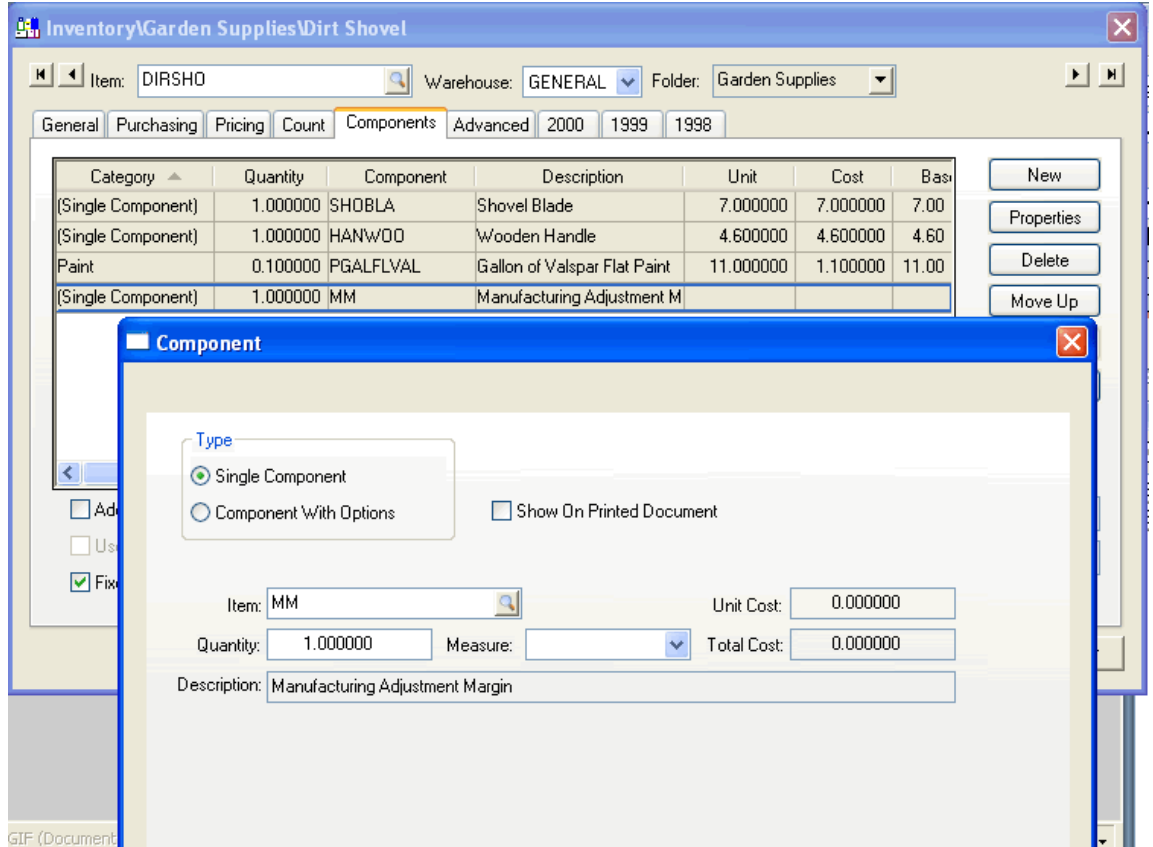 Inventory\Garden Supplies\Dirt Shovel
Item: DIRSHO Warehouse: GENERAL Folder: Garden Supplies
General Purchasing Pricing Count Components Advanced 2000 1999 1998
Category Quantity Component Description Unit Cost Bas
(Single Component) 1.000000 SHOBLA Shovel Blade 7.000000 7.000000 7.00
(Single Component) 1.000000 HANWOO Wooden Handle 4.600000 4.600000 4.60
Paint 0.100000 PGALFLVAL Gallon of Valspar Flat Paint 11.000000 1.100000 11.00
(Single Component) 1.000000 MM Manufacturing Adjustment M
New
Properties
Delete
Move Up
Component
Type
Single Component
Component With Options
Show On Printed Document
Ad
Us
Fix
Item: MM Unit Cost: 0.000000
Quantity: 1.000000 Measure: Total Cost: 0.000000
Description: Manufacturing Adjustment Margin
GIF (Document